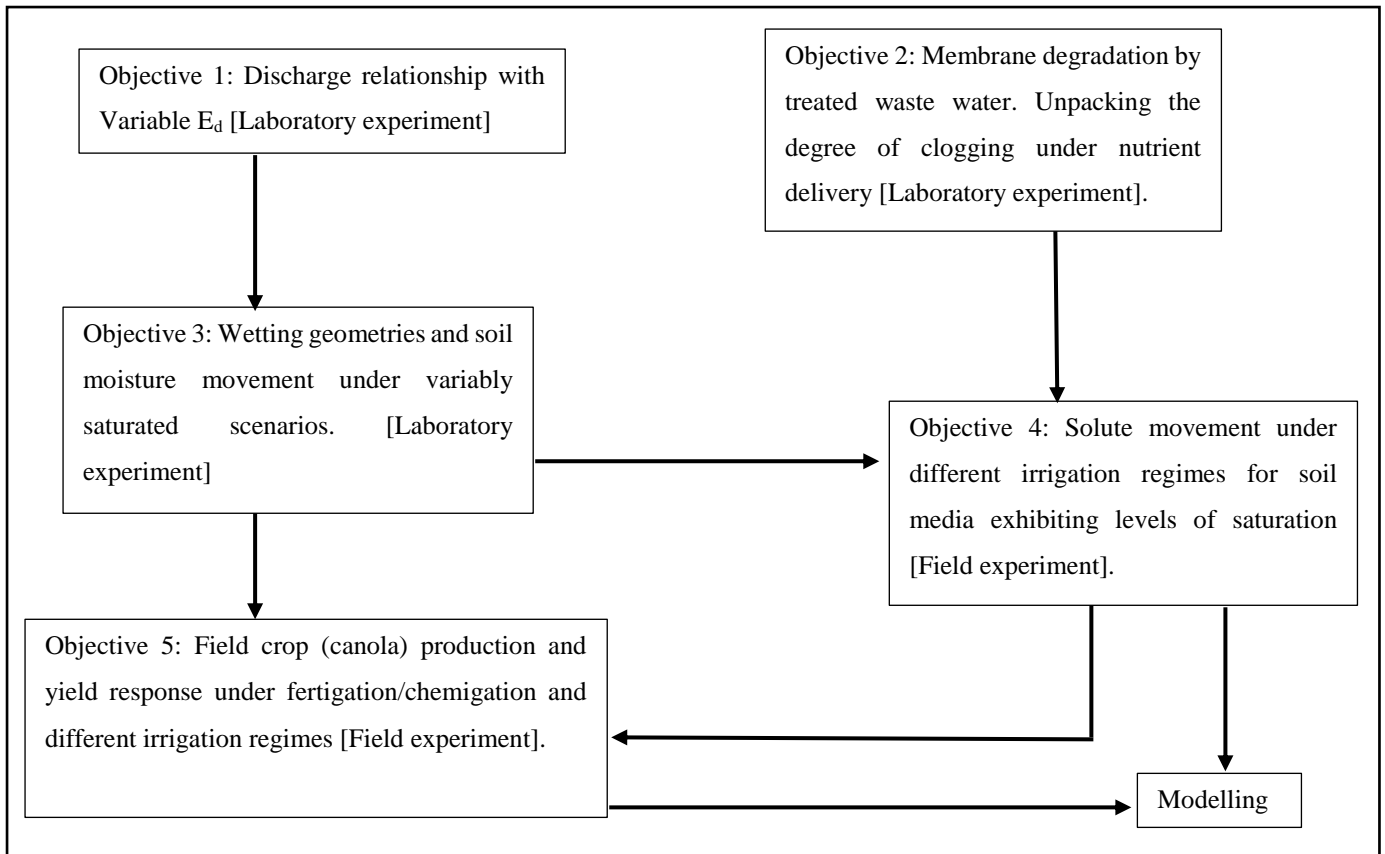 Objective 1: Discharge relationship with
Variable Ed [Laboratory experiment]
Objective 2: Membrane degradation by
treated waste water. Unpacking the
degree of clogging under nutrient
delivery [Laboratory experiment].
Objective 3: Wetting geometries and soil
moisture movement under variably
saturated scenarios. [Laboratory
experiment]
Objective 4: Solute movement under
different irrigation regimes for soil
media exhibiting levels of saturation
[Field experiment].
Objective 5: Field crop (canola) production and
yield response under fertigation/chemigation and
different irrigation regimes [Field experiment].
Modelling